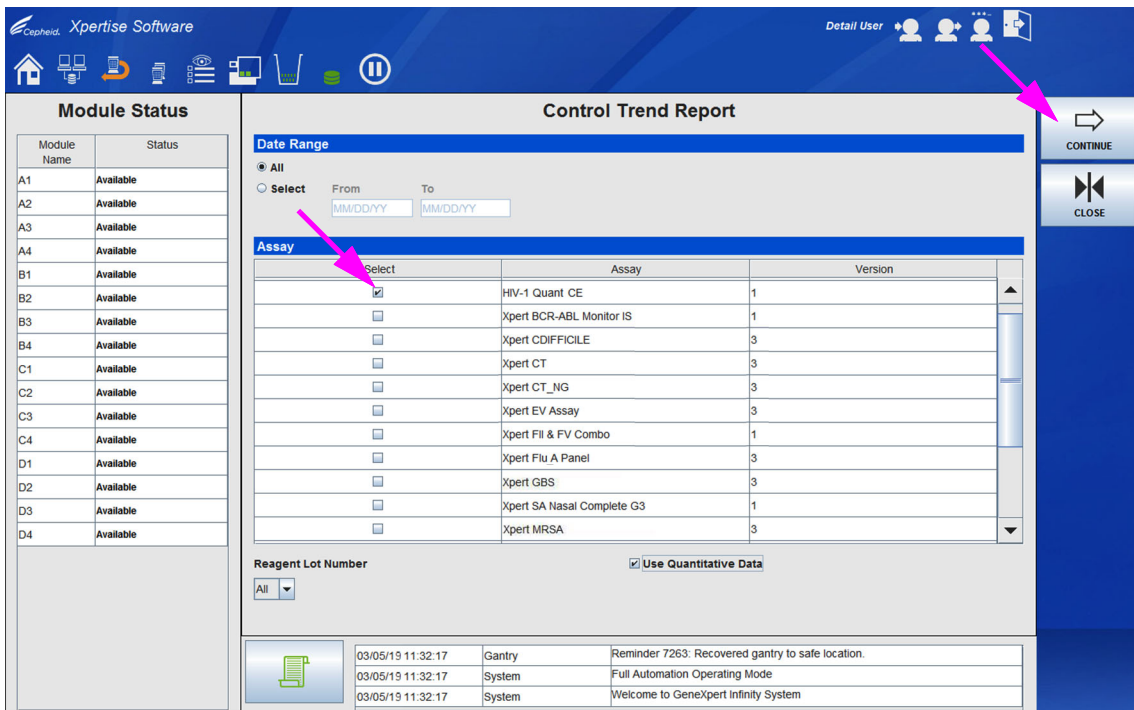 Cepheid. Xpertise Software
Detail User
Module Status
Module Name Status
A1 Available
A2 Available
A3 Available
A4 Available
B1 Available
B2 Available
B3 Available
B4 Available
C1 Available
C2 Available
C3 Available
C4 Available
D1 Available
D2 Available
D3 Available
D4 Available
Control Trend Report
Date Range
All
Select From To
MM/DD/YY MM/DD/YY
Assay
Select Assay Version
HIV-1 Quant CE 1
Xpert BCR-ABL Monitor IS 1
Xpert CDIFFICILE 3
Xpert CT 3
Xpert CT_NG 3
Xpert EV Assay 3
Xpert FII & FV Combo 1
Xpert Flu_A Panel 3
Xpert GBS 3
Xpert SA Nasal Complete G3 1
Xpert MRSA 3
Reagent Lot Number Use Quantitative Data
All
03/05/19 11:32:17 Gantry Reminder 7263: Recovered gantry to safe location.
03/05/19 11:32:17 System Full Automation Operating Mode
03/05/19 11:32:17 System Welcome to GeneXpert Infinity System
CONTINUE
CLOSE